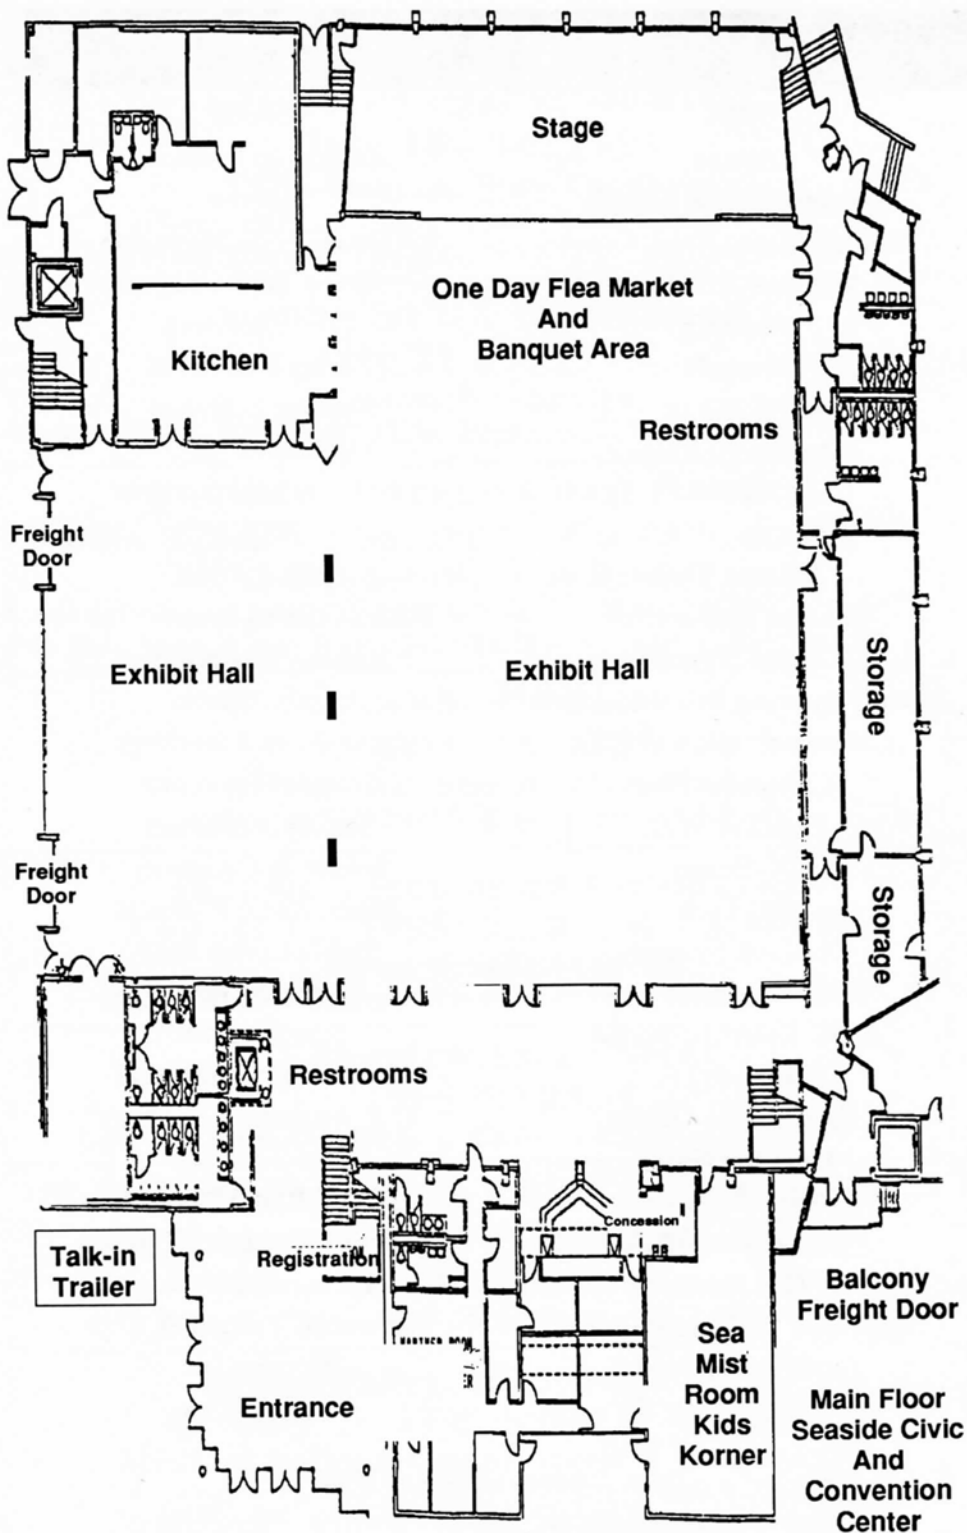 Stage
One Day Flea Market
And
Banquet Area
Kitchen
Restrooms
Freight
Door
Exhibit Hall
Exhibit Hall
Storage
Freight
Door
Storage
Restrooms
Concession
Registration
Talk-in
Trailer
Balcony
Freight Door
Sea
Mist
Room
Kids
Korner
Entrance
Main Floor
Seaside Civic
And
Convention
Center